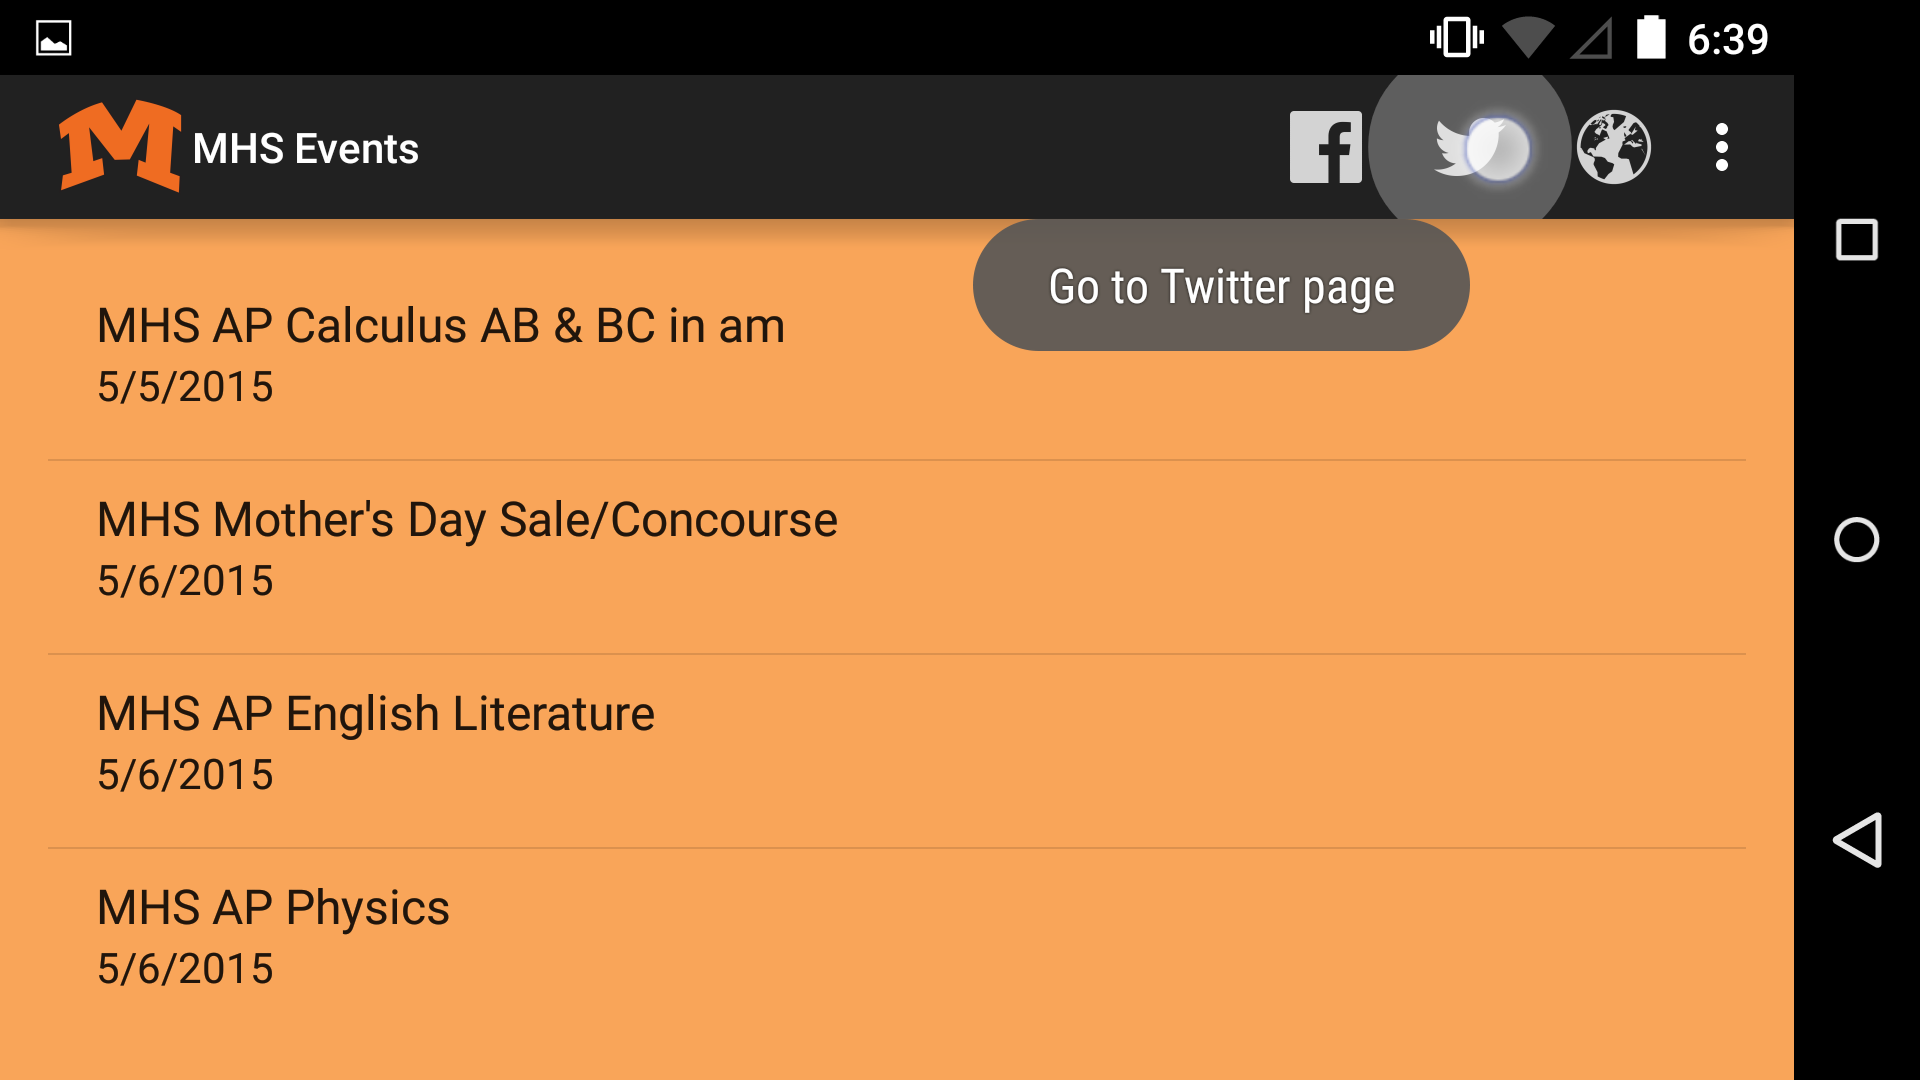 6:39
M MHS Events
Go to Twitter page
MHS AP Calculus AB & BC in am
5/5/2015
MHS Mother's Day Sale/Concourse
5/6/2015
MHS AP English Literature
5/6/2015
MHS AP Physics
5/6/2015